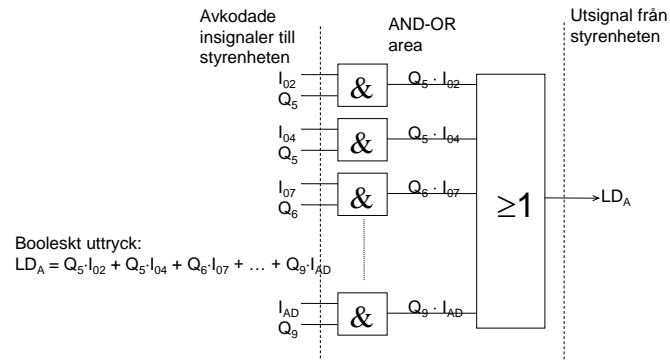 Avkodade
insignaler till
styrenheten
AND-OR
area
Utsignal från
styrenheten
I02
Q5
&
Q5 · I02
I04
Q5
&
Q5 · I04
I07
Q6
&
Q6 · I07
≥1
LDA
Booleskt uttryck:
LDA = Q5·I02 + Q5·I04 + Q6·I07 + … + Q9·IAD
IAD
Q9
&
Q9 · IAD